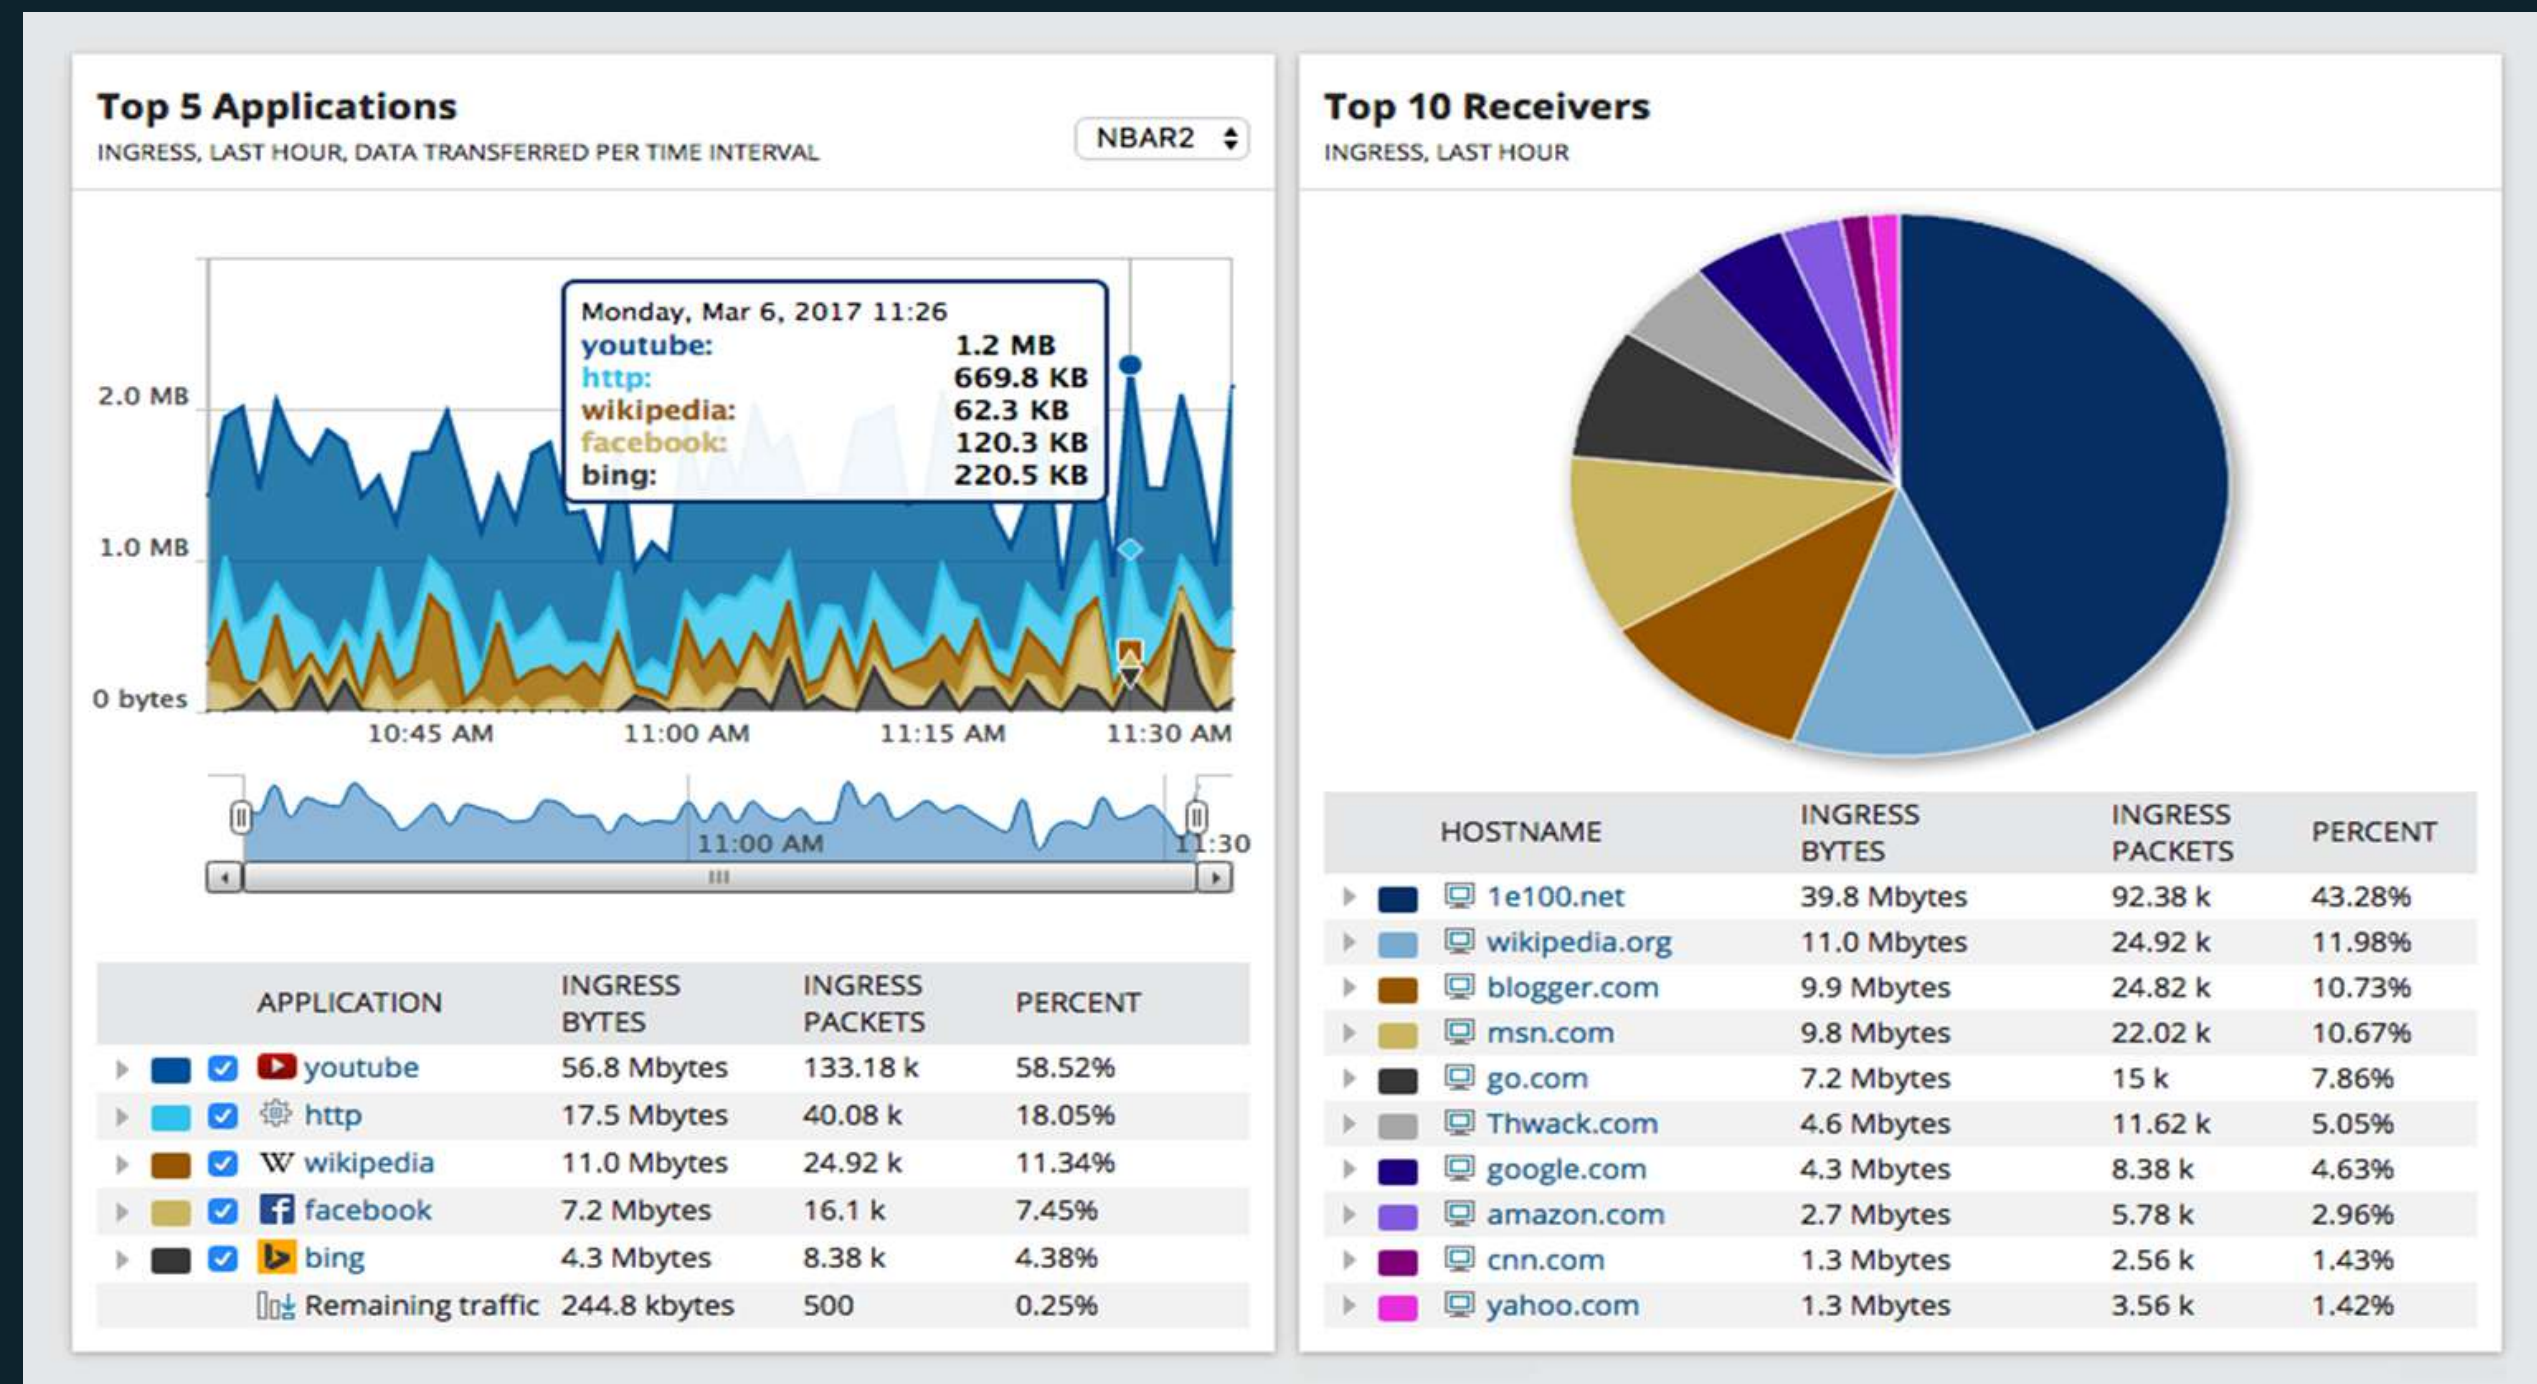 Top 5 Applications
INGRESS, LAST HOUR, DATA TRANSFERRED PER TIME INTERVAL
NBAR2
Monday, Mar 6, 2017 11:26
youtube: 1.2 MB
http: 669.8 KB
wikipedia: 62.3 KB
facebook: 120.3 KB
bing: 220.5 KB
2.0 MB
1.0 MB
0 bytes
10:45 AM 11:00 AM 11:15 AM 11:30 AM
11:00 AM 11:30
APPLICATION INGRESS BYTES INGRESS PACKETS PERCENT
youtube 56.8 Mbytes 133.18 k 58.52%
http 17.5 Mbytes 40.08 k 18.05%
W wikipedia 11.0 Mbytes 24.92 k 11.34%
f facebook 7.2 Mbytes 16.1 k 7.45%
bing 4.3 Mbytes 8.38 k 4.38%
Remaining traffic 244.8 kbytes 500 0.25%
Top 10 Receivers
INGRESS, LAST HOUR
HOSTNAME INGRESS BYTES INGRESS PACKETS PERCENT
1e100.net 39.8 Mbytes 92.38 k 43.28%
wikipedia.org 11.0 Mbytes 24.92 k 11.98%
blogger.com 9.9 Mbytes 24.82 k 10.73%
msn.com 9.8 Mbytes 22.02 k 10.67%
go.com 7.2 Mbytes 15 k 7.86%
Thwack.com 4.6 Mbytes 11.62 k 5.05%
google.com 4.3 Mbytes 8.38 k 4.63%
amazon.com 2.7 Mbytes 5.78 k 2.96%
cnn.com 1.3 Mbytes 2.56 k 1.43%
yahoo.com 1.3 Mbytes 3.56 k 1.42%